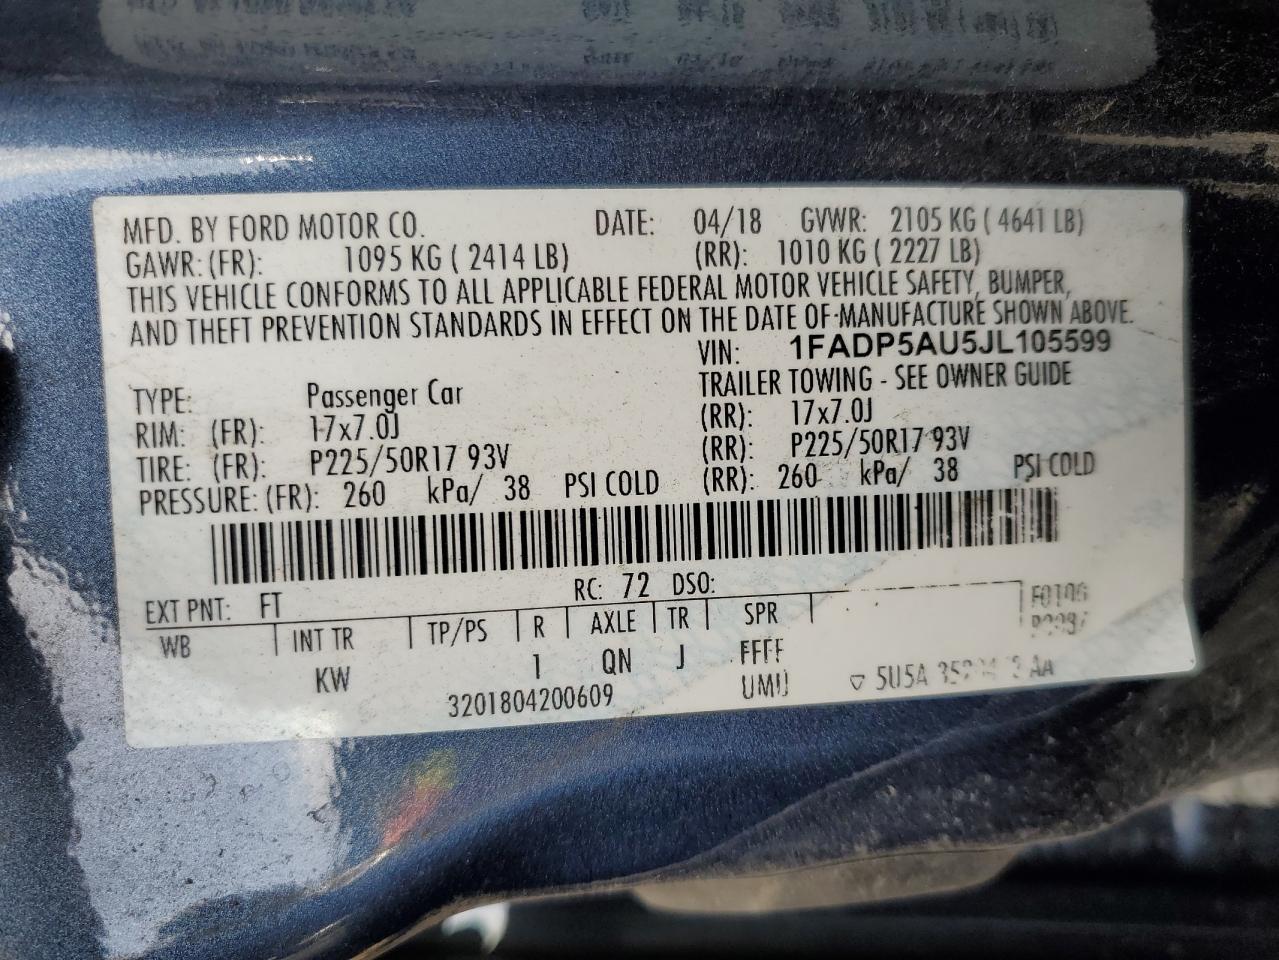 MFD. BY FORD MOTOR CO. DATE: 04/18 GVWR: 2105 KG ( 4641 LB)
GAWR: (FR): 1095 KG ( 2414 LB) (RR): 1010 KG ( 2227 LB)
THIS VEHICLE CONFORMS TO ALL APPLICABLE FEDERAL MOTOR VEHICLE SAFETY, BUMPER,
AND THEFT PREVENTION STANDARDS IN EFFECT ON THE DATE OF MANUFACTURE SHOWN ABOVE.
VIN: 1FADP5AU5JL105599
TYPE: Passenger Car TRAILER TOWING - SEE OWNER GUIDE
RIM: (FR): 17x7.0J (RR): 17x7.0J
TIRE: (FR): P225/50R17 93V (RR): P225/50R17 93V
PRESSURE: (FR): 260 kPa/ 38 PSI COLD (RR): 260 kPa/ 38 PSI COLD
EXT PNT: FT RC: 72 DSO:
WB INT TR TP/PS R AXLE TR SPR
KW 1 QN J FFFF
3201804200609 UMU ▽ 5U5A AA